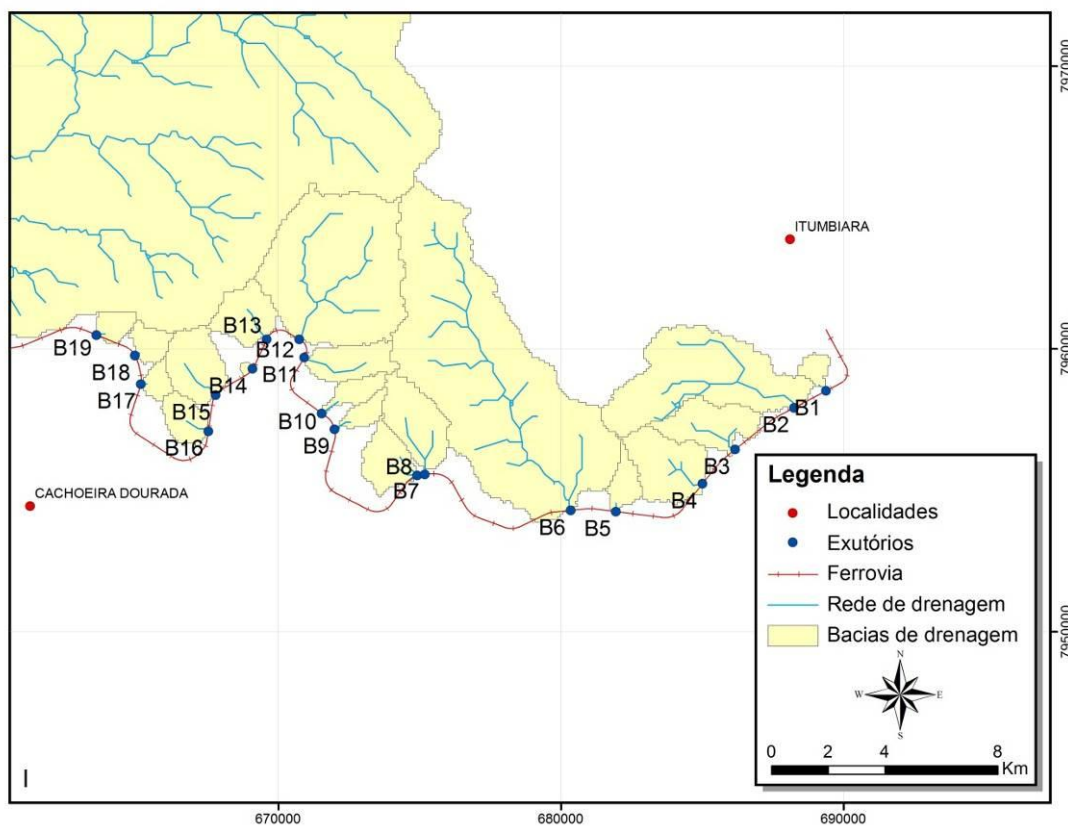 7970000
ITUMBIARA
B13
B12
B19
B11
7960000
B18
B17
B14
B1
B15
B10
B2
B16
B9
B3
B8
B7
B4
B6
B5
CACHOEIRA DOURADA
Legenda
Localidades
Exutórios
Ferrovia
Rede de drenagem
Bacias de drenagem
7950000
N
W
E
S
0 2 4 8
Km
I
670000 680000 690000